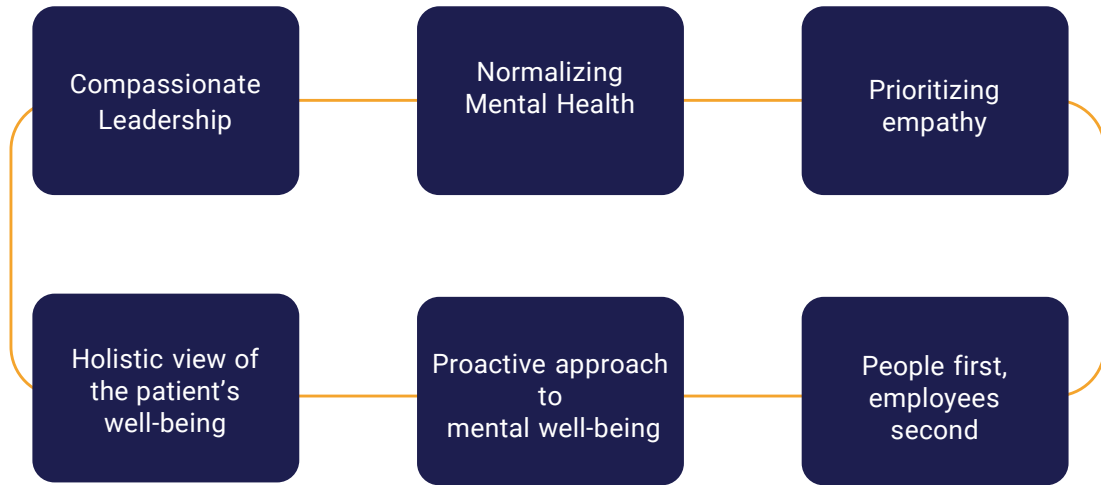 Compassionate
Leadership
Normalizing
Mental Health
Prioritizing
empathy
Holistic view of
the patient’s
well-being
Proactive approach
to
mental well-being
People first,
employees
second